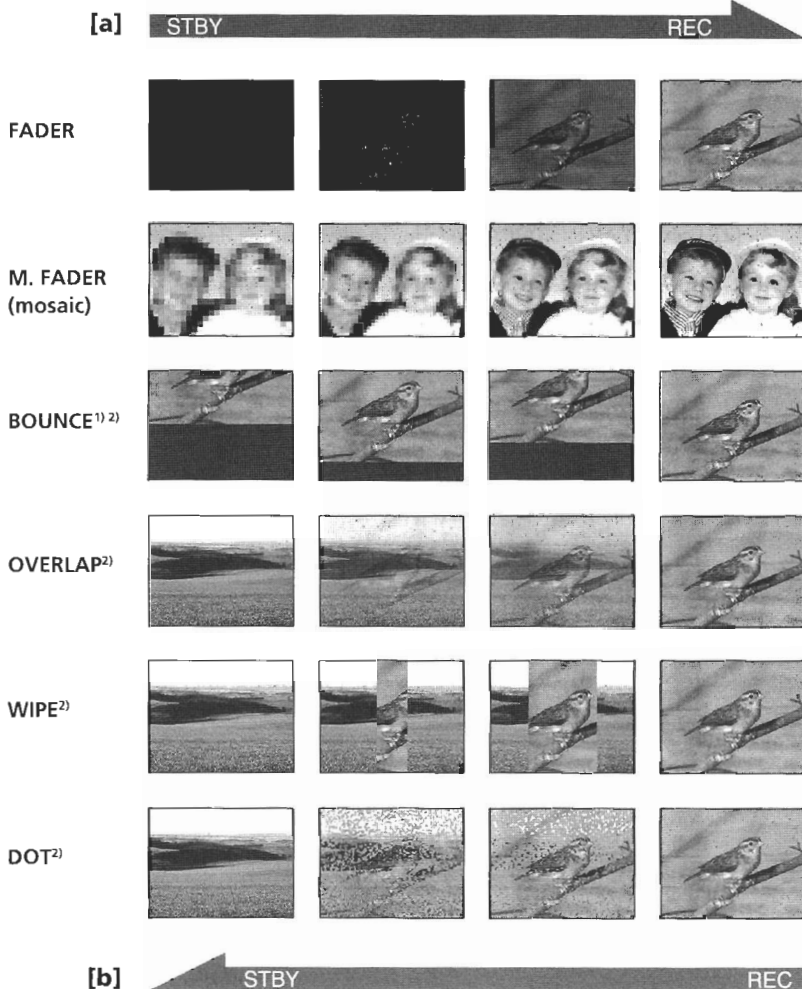 [a] STBY REC
FADER
M. FADER
(mosaic)
BOUNCE¹⁾ ²⁾
OVERLAP²⁾
WIPE²⁾
DOT²⁾
[b] STBY REC